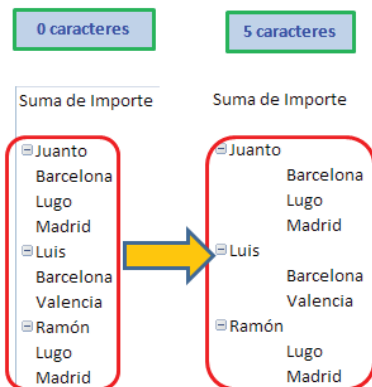 0 caracteres
5 caracteres
Suma de Importe
Juanto
Barcelona
Lugo
Madrid
Luis
Barcelona
Valencia
Ramón
Lugo
Madrid
Suma de Importe
Juanto
Barcelona
Lugo
Madrid
Luis
Barcelona
Valencia
Ramón
Lugo
Madrid